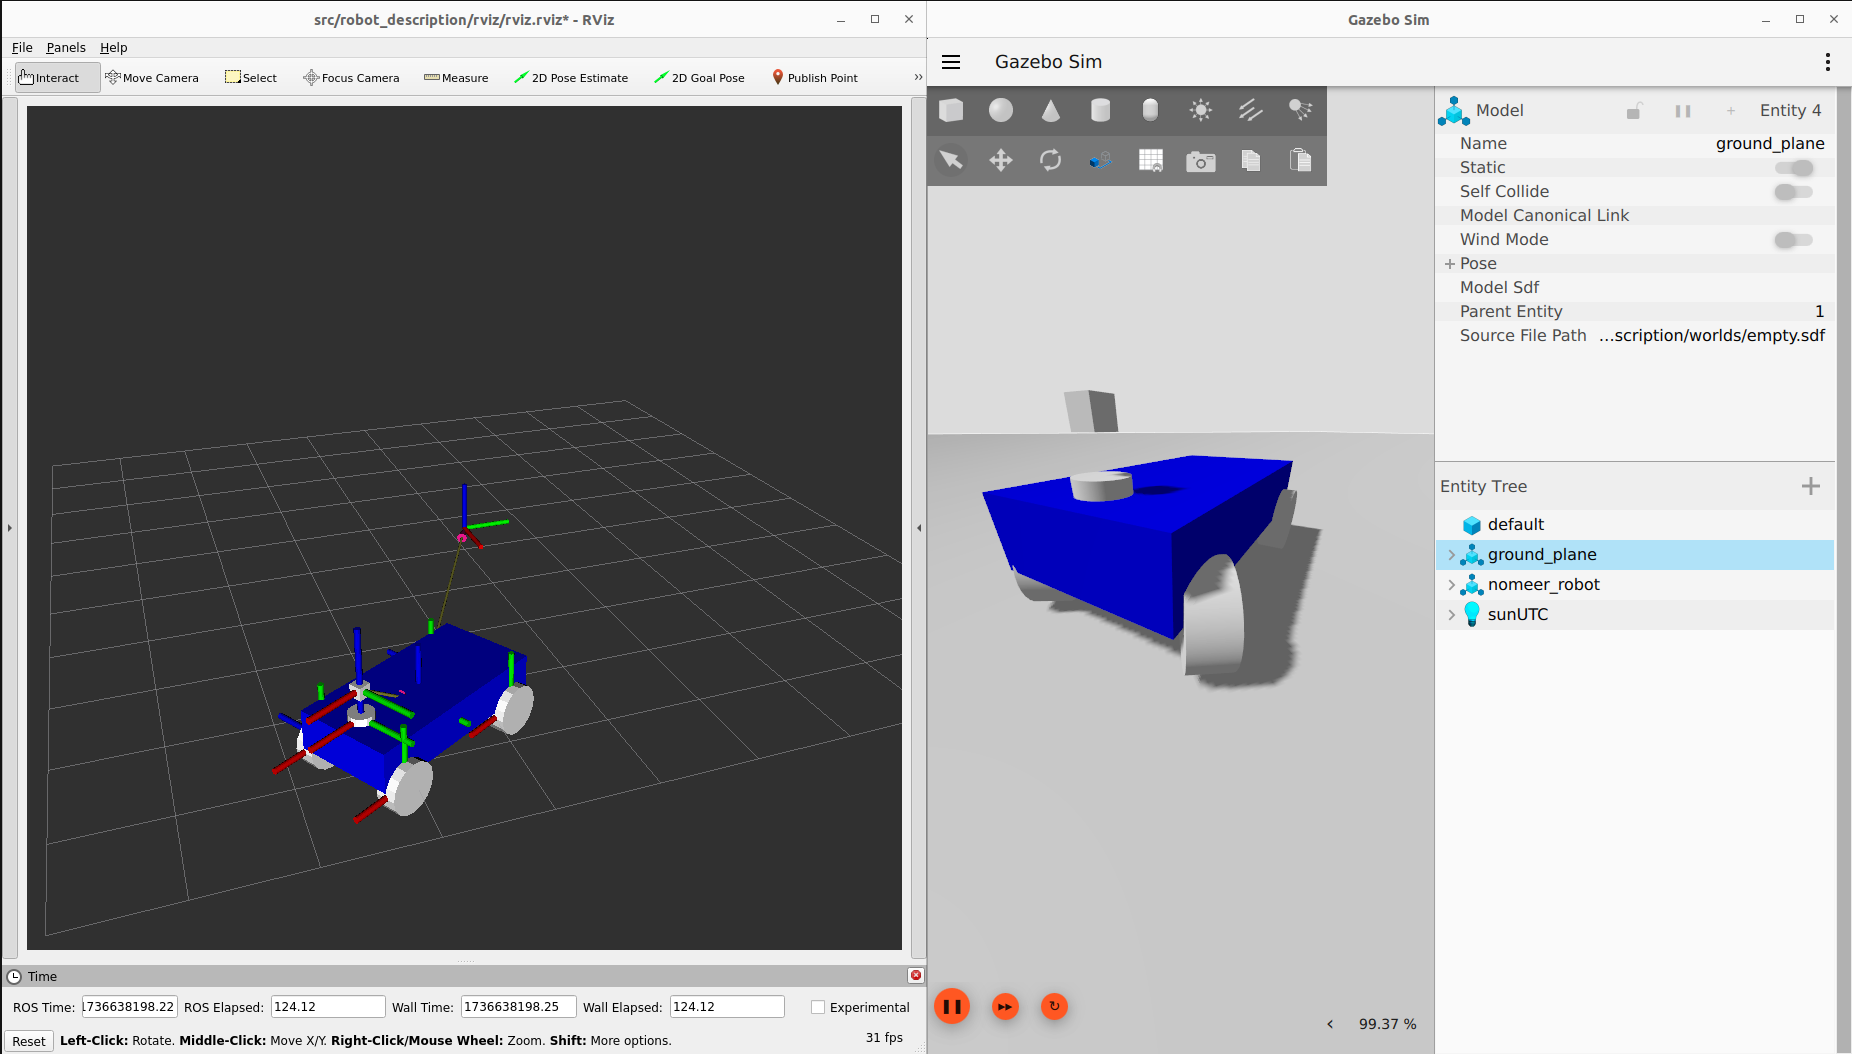 src/robot_description/rviz/rviz.rviz* - RViz
File Panels Help
Interact Move Camera Select Focus Camera Measure 2D Pose Estimate 2D Goal Pose Publish Point »
Time
ROS Time: 1736638198.22 ROS Elapsed: 124.12 Wall Time: 1736638198.25 Wall Elapsed: 124.12 Experimental
Reset Left-Click: Rotate. Middle-Click: Move X/Y. Right-Click/Mouse Wheel: Zoom. Shift: More options. 31 fps
Gazebo Sim
Gazebo Sim
Model Entity 4
Name ground_plane
Static
Self Collide
Model Canonical Link
Wind Mode
Pose
Model Sdf
Parent Entity 1
Source File Path ...scription/worlds/empty.sdf
Entity Tree
default
ground_plane
nomeer_robot
sunUTC
99.37 %